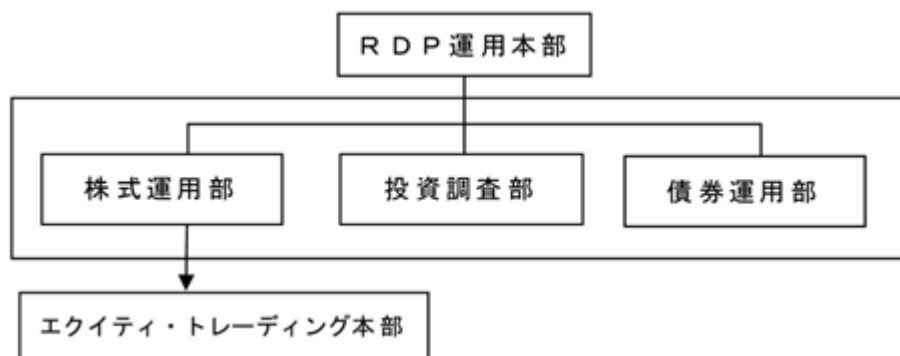 ＲＤＰ運用本部
株式運用部
投資調査部
債券運用部
エクイティ・トレーディング本部